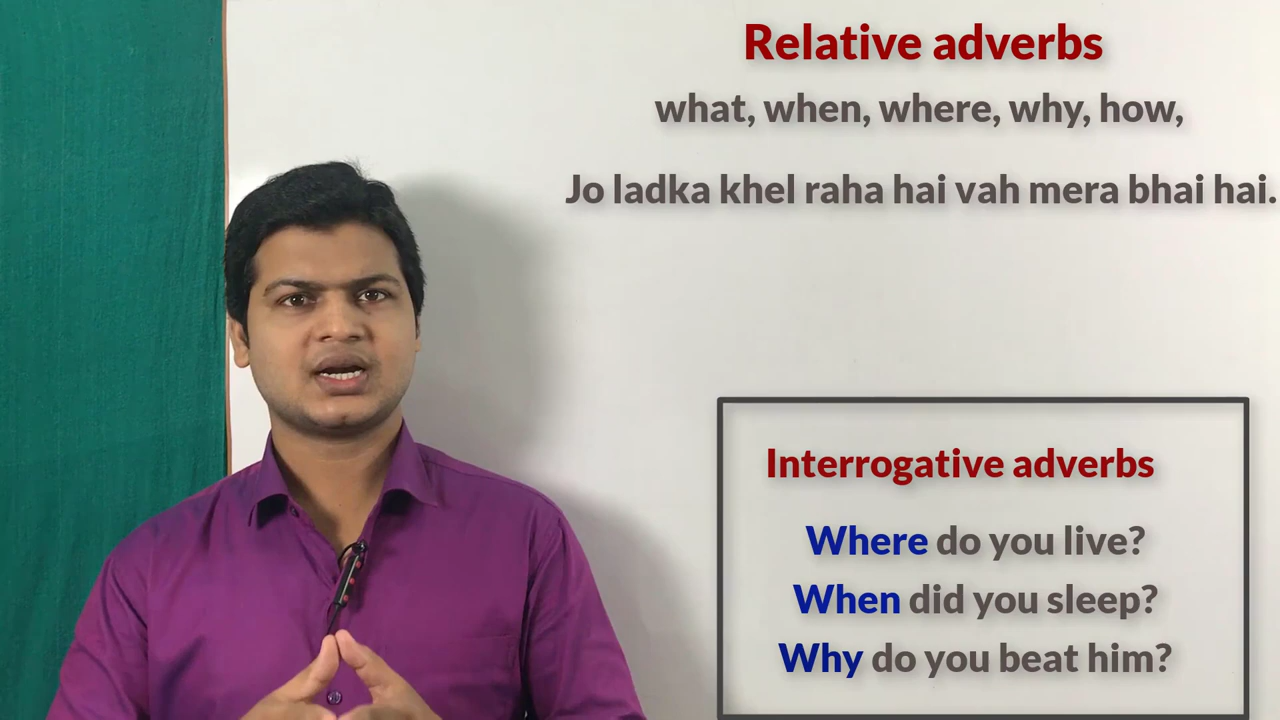 Relative adverbs
what, when, where, why, how,
Jo ladka khel raha hai vah mera bhai hai.
Interrogative adverbs
Where do you live?
When did you sleep?
Why do you beat him?